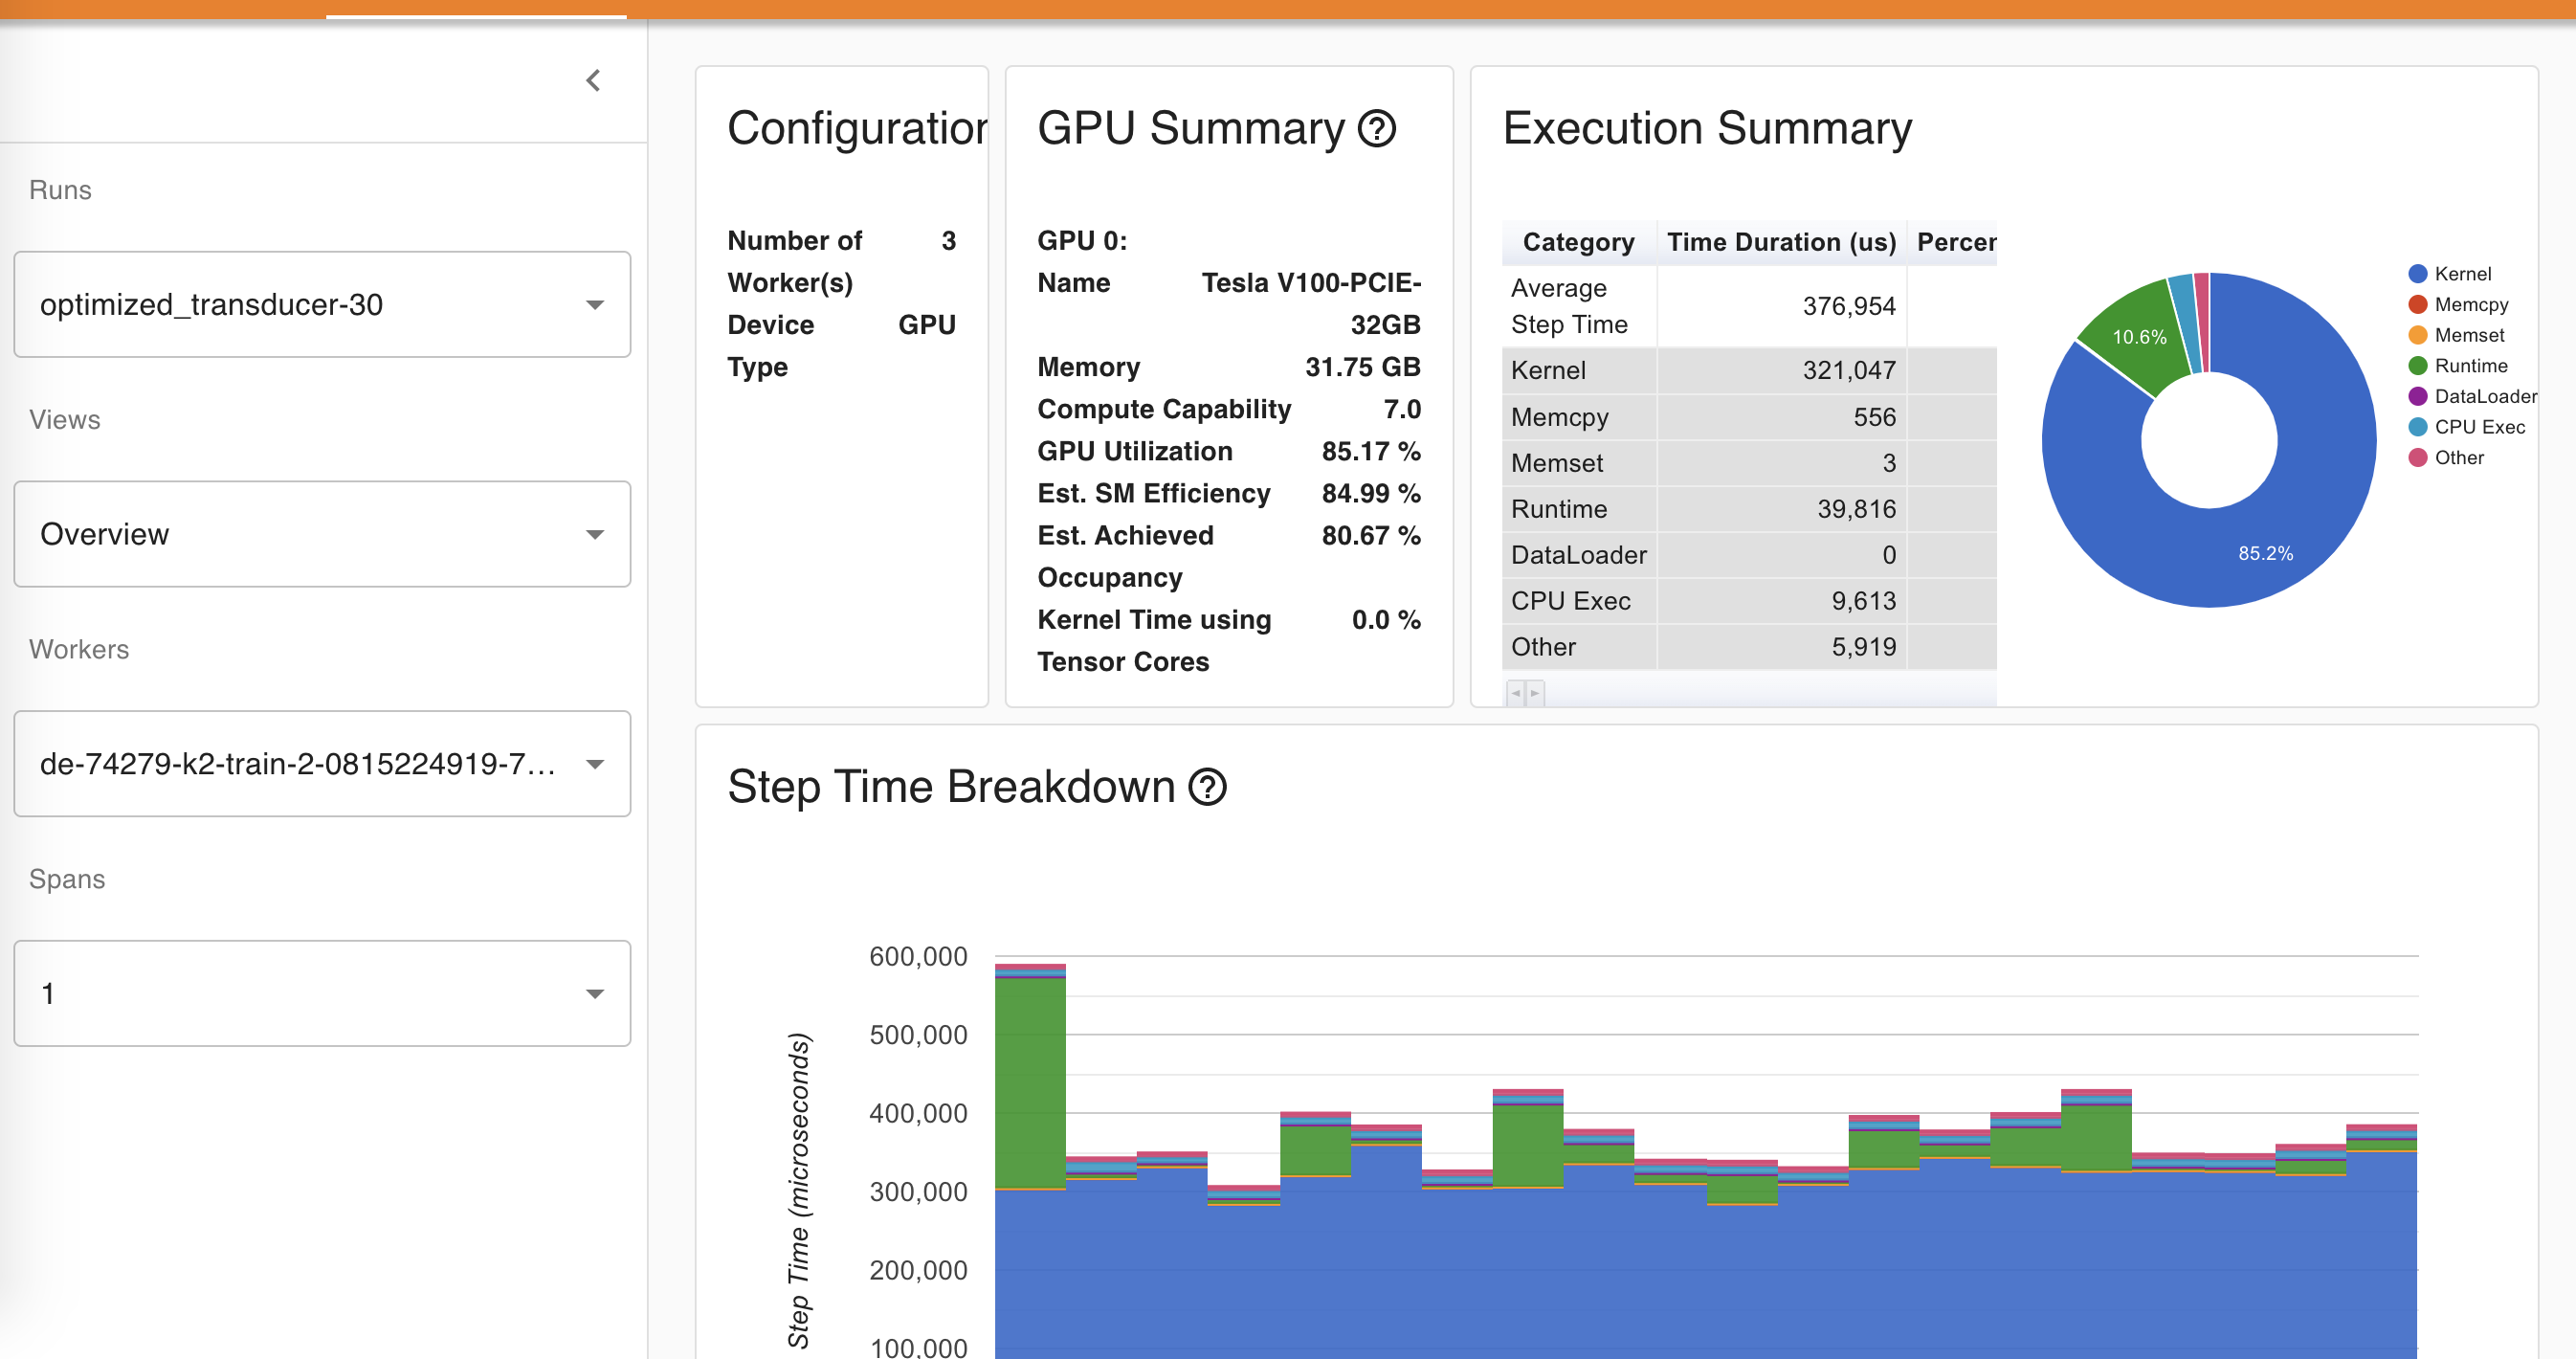 Runs
optimized_transducer-30
Views
Overview
Workers
de-74279-k2-train-2-0815224919-7...
Spans
1
Configuration
Number of 3
Worker(s)
Device GPU
Type
GPU Summary
GPU 0:
Name Tesla V100-PCIE-
32GB
Memory 31.75 GB
Compute Capability 7.0
GPU Utilization 85.17 %
Est. SM Efficiency 84.99 %
Est. Achieved 80.67 %
Occupancy
Kernel Time using 0.0 %
Tensor Cores
Execution Summary
Category Time Duration (us) Percen
Average
Step Time 376,954
Kernel 321,047
Memcpy 556
Memset 3
Runtime 39,816
DataLoader 0
CPU Exec 9,613
Other 5,919
10.6%
85.2%
Kernel
Memcpy
Memset
Runtime
DataLoader
CPU Exec
Other
Step Time Breakdown
Step Time (microseconds)
600,000
500,000
400,000
300,000
200,000
100,000